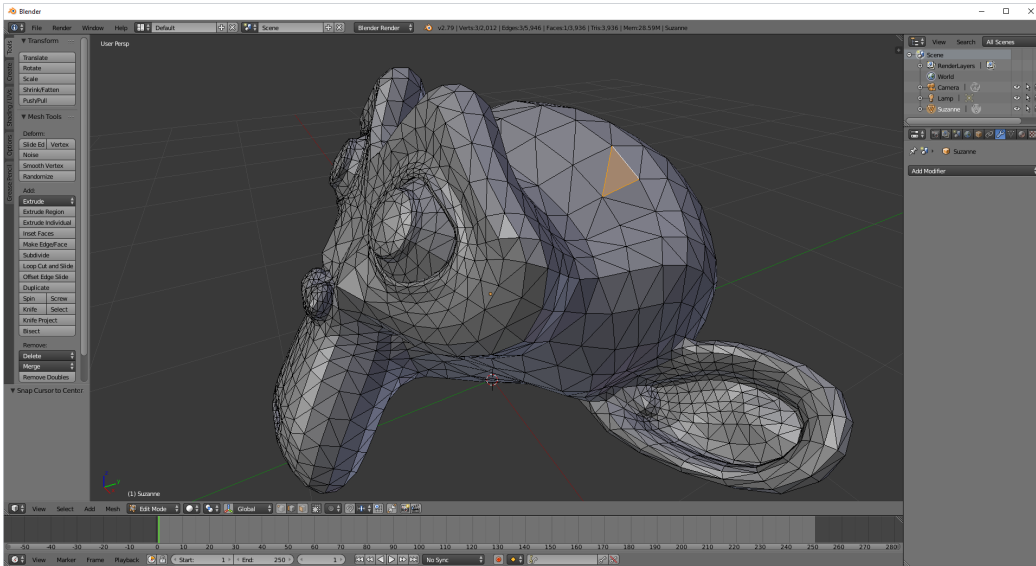 Blender
File Render Window Help Default Scene Blender Render v2.79 | Verts:3/2,012 | Edges:3/5,946 | Faces:1/3,936 | Tris:3,936 | Mem:28.59M | Suzanne
Tools
Create
Shading / UVs
Options
Grease Pencil
Transform
Translate
Rotate
Scale
Shrink/Fatten
Push/Pull
Mesh Tools
Deform:
Slide Ed Vertex
Noise
Smooth Vertex
Randomize
Add:
Extrude
Extrude Region
Extrude Individual
Inset Faces
Make Edge/Face
Subdivide
Loop Cut and Slide
Offset Edge Slide
Duplicate
Spin Screw
Knife Select
Knife Project
Bisect
Remove:
Delete
Merge
Remove Doubles
Snap Cursor to Center
User Persp
(1) Suzanne
View Search All Scenes
Scene
RenderLayers
World
Camera
Lamp
Suzanne
Suzanne
Add Modifier
View Select Add Mesh Edit Mode Global
-50 -40 -30 -20 -10 0 10 20 30 40 50 60 70 80 90 100 110 120 130 140 150 160 170 180 190 200 210 220 230 240 250 260 270 280
View Marker Frame Playback Start: 1 End: 250 1 No Sync